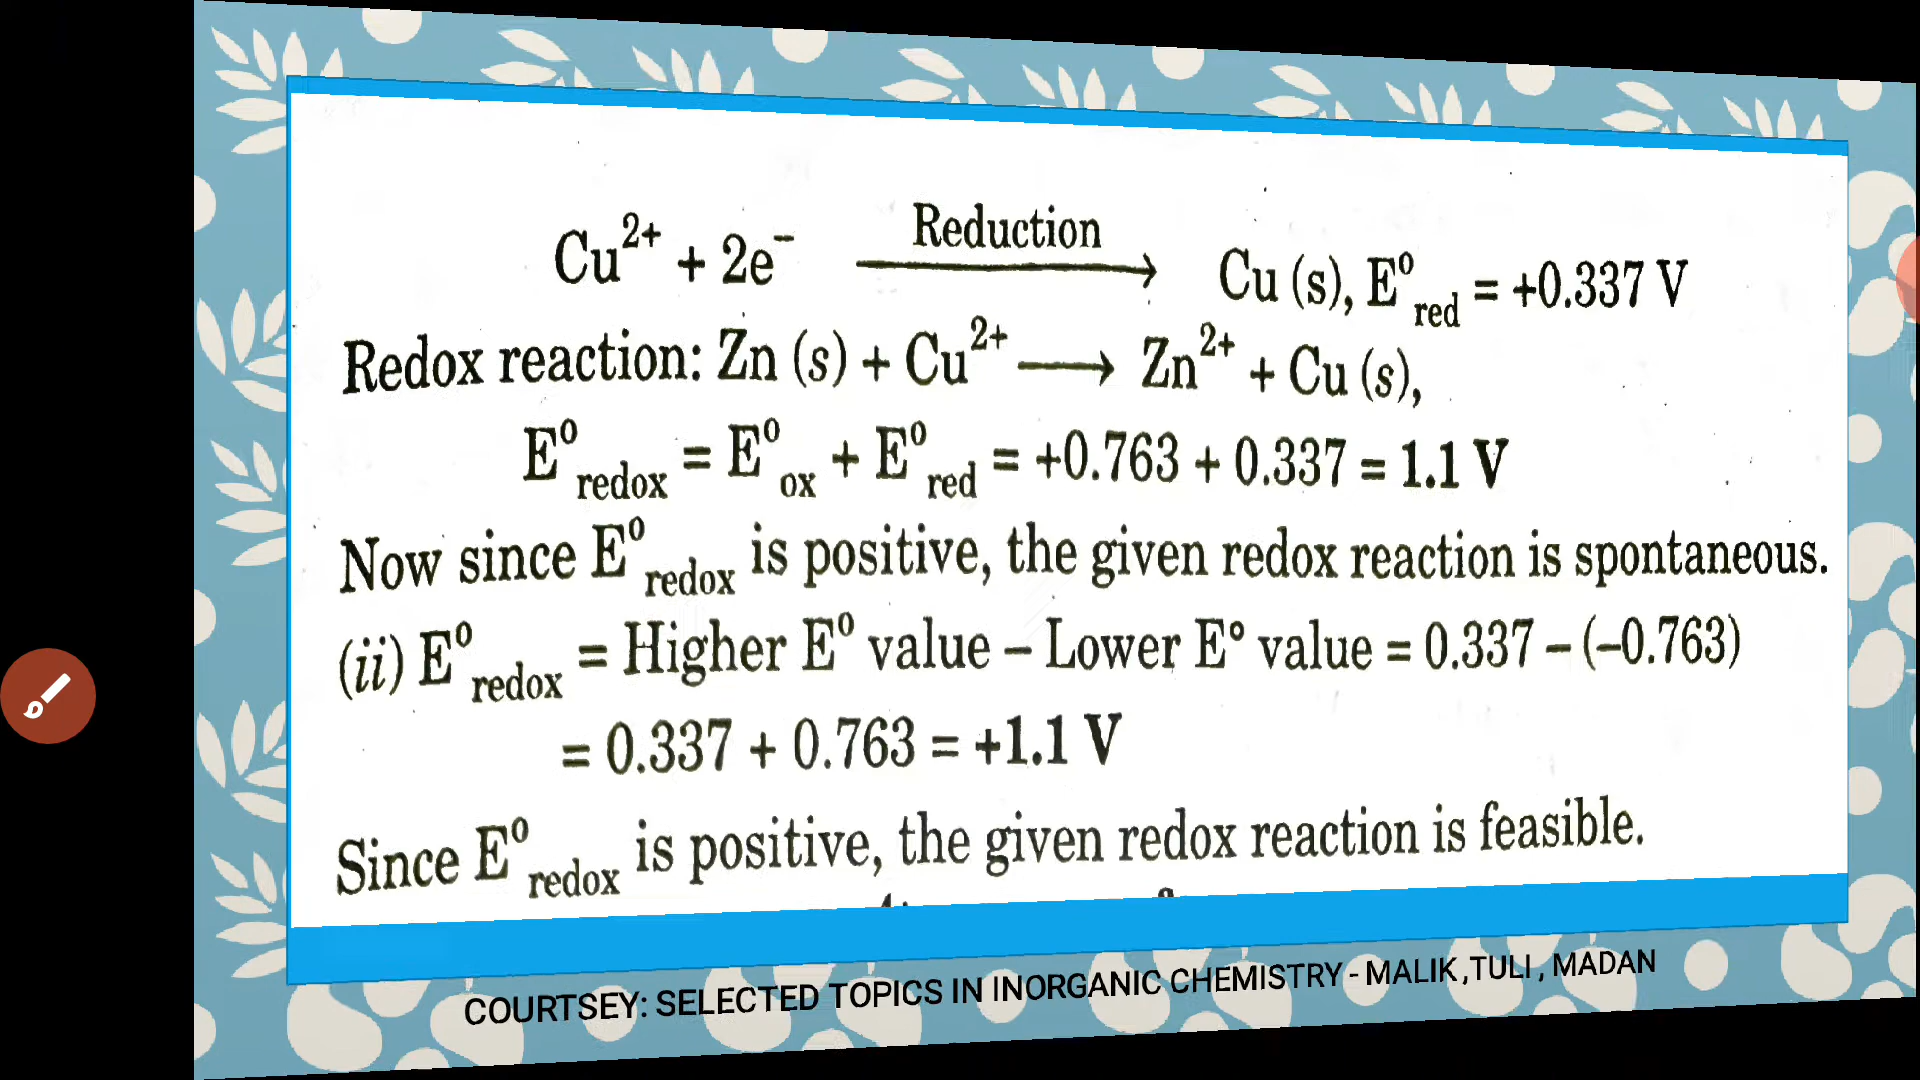 Cu²⁺ + 2e⁻ Reduction → Cu (s), E⁰red = +0.337 V
Redox reaction: Zn (s) + Cu²⁺ → Zn²⁺ + Cu (s),
E⁰redox = E⁰ox + E⁰red = +0.763 + 0.337 = 1.1 V
Now since E⁰redox is positive, the given redox reaction is spontaneous.
(ii) E⁰redox = Higher E⁰ value – Lower E° value = 0.337 – (–0.763)
= 0.337 + 0.763 = +1.1 V
Since E⁰redox is positive, the given redox reaction is feasible.
COURTSEY: SELECTED TOPICS IN INORGANIC CHEMISTRY - MALIK ,TULI , MADAN